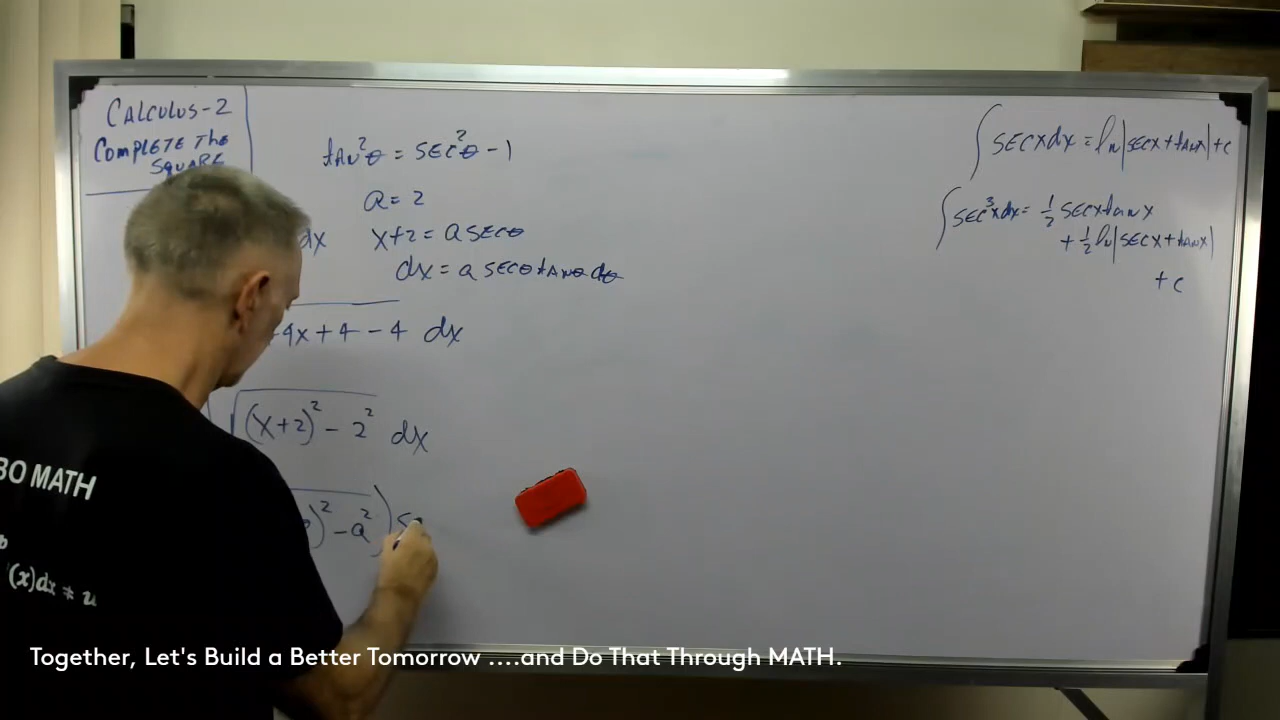 CALCULUS-2
COMPLETE THE
SQUARE
tan²θ = sec²θ - 1
a = 2
dx
x+2 = a secθ
dx = a secθ tanθ dθ
4x + 4 - 4 dx
√(x+2)² - 2² dx
)² - a² )
∫ secx dx = ln|secx + tanx| + c
∫ sec³x dx = ½ secx tanx
+ ½ ln|secx + tanx|
+ c
BO MATH
(x)dx ≠ u
Together, Let's Build a Better Tomorrow ....and Do That Through MATH.